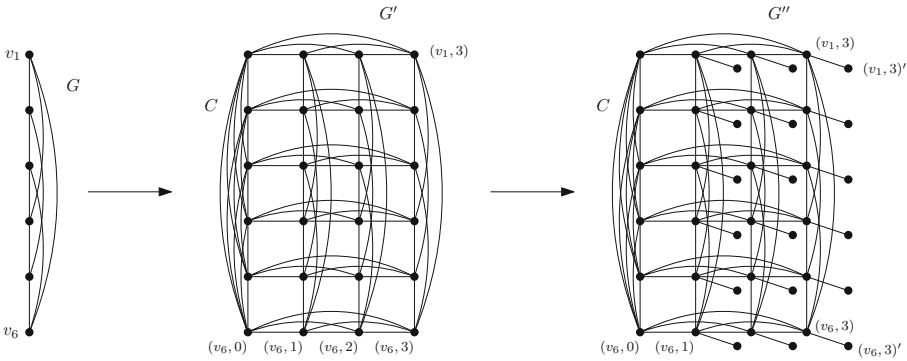 G′ G″
v₁ (v₁, 3) (v₁, 3)
G (v₁, 3)′
C C
v₆ (v₆, 3)
(v₆, 0) (v₆, 1) (v₆, 2) (v₆, 3) (v₆, 0) (v₆, 1) (v₆, 3)′